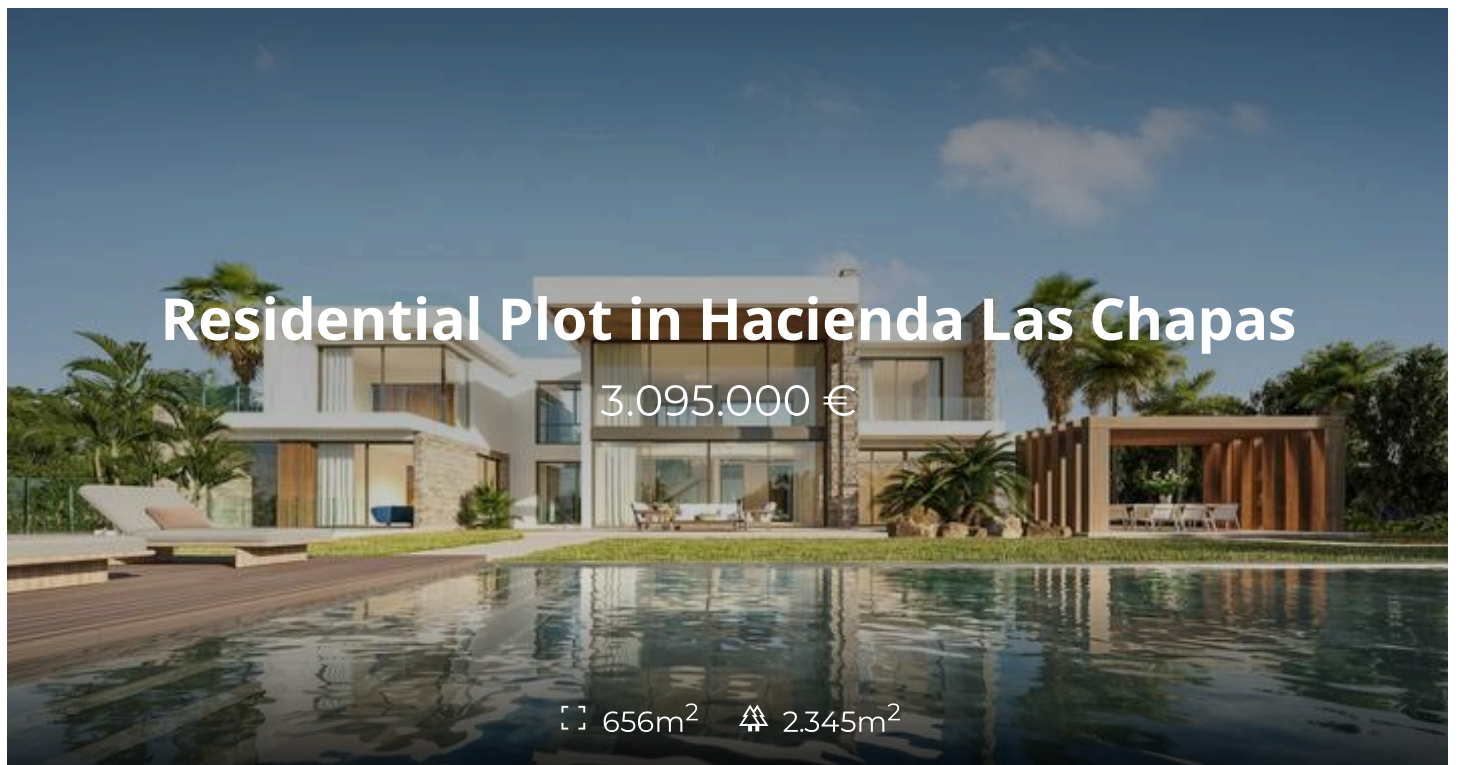 Residential Plot in Hacienda Las Chapas
3.095.000 €
656m²
2.345m²